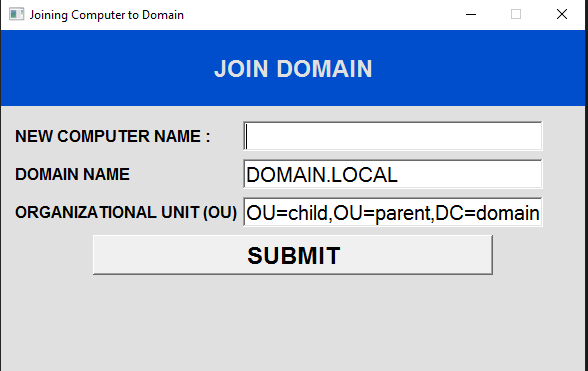 Joining Computer to Domain
JOIN DOMAIN
NEW COMPUTER NAME :
DOMAIN NAME DOMAIN.LOCAL
ORGANIZATIONAL UNIT (OU) OU=child,OU=parent,DC=domain
SUBMIT